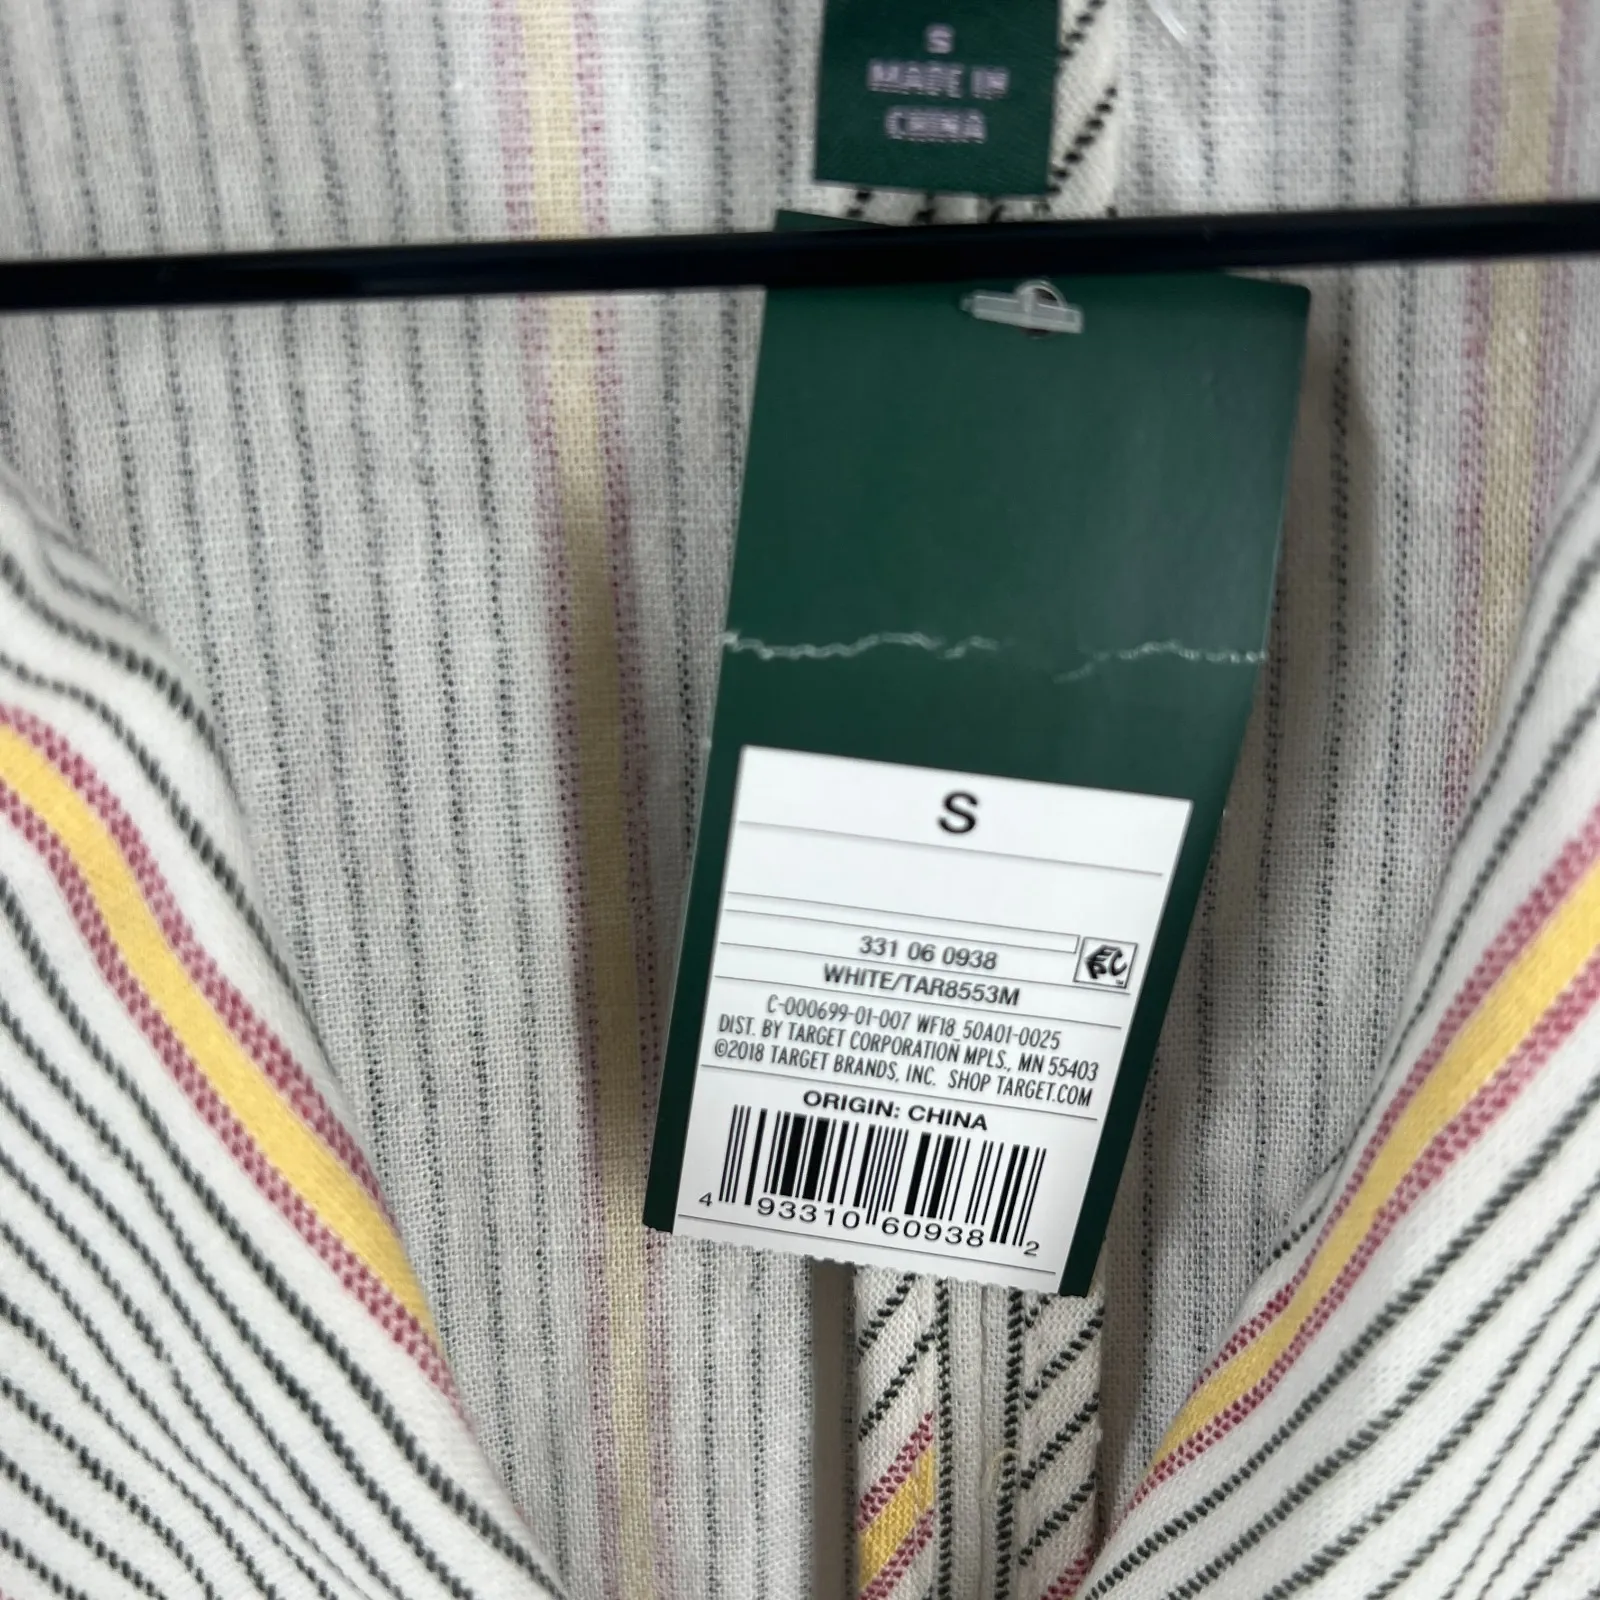 S
MADE IN
CHINA
S
331 06 0938
WHITE/TAR8553M
C-000699-01-007 WF18_50A01-0025
DIST. BY TARGET CORPORATION MPLS., MN 55403
©2018 TARGET BRANDS, INC. SHOP TARGET.COM
ORIGIN: CHINA
4 93310 60938 2